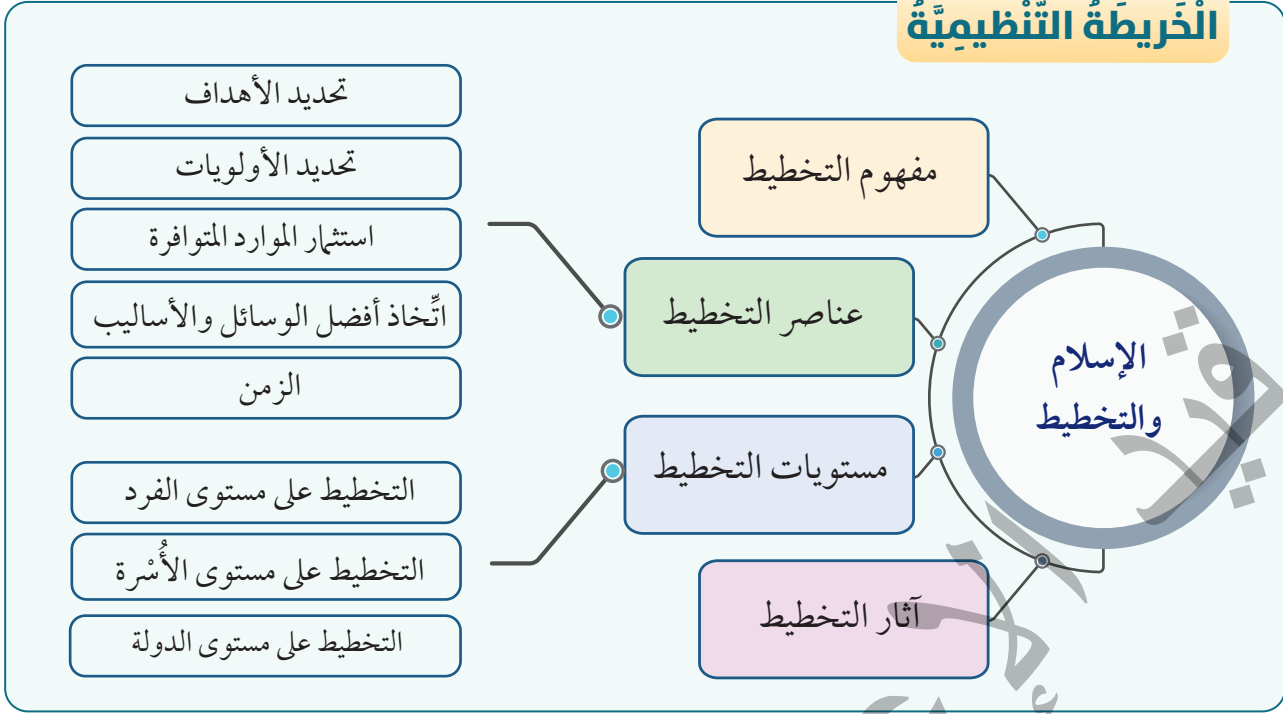 الْخَرِيطَةُ التَّنْظِيمِيَّةُ
الإسلام
والتخطيط
مفهوم التخطيط
عناصر التخطيط
تحديد الأهداف
تحديد الأولويات
استثمار الموارد المتوافرة
اتِّخاذ أفضل الوسائل والأساليب
الزمن
مستويات التخطيط
التخطيط على مستوى الفرد
التخطيط على مستوى الأُسْرة
التخطيط على مستوى الدولة
آثار التخطيط